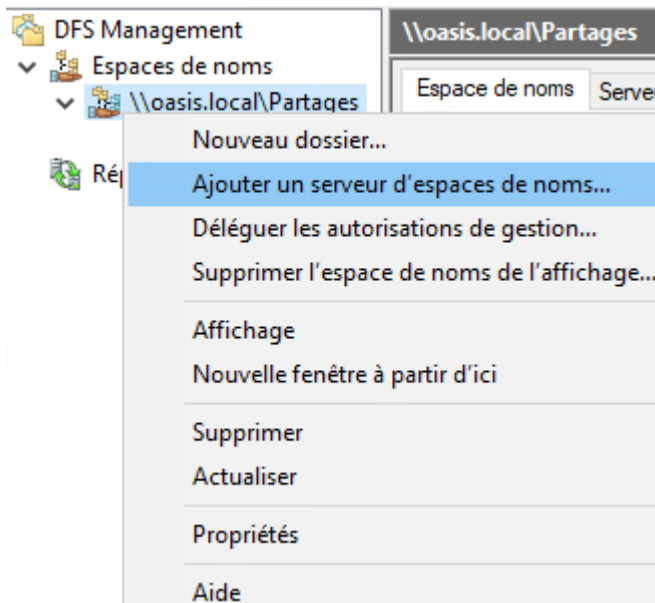 DFS Management
\\oasis.local\Partages
Espaces de noms
\\oasis.local\Partages
Espace de noms
Nouveau dossier...
Ajouter un serveur d'espaces de noms...
Déléguer les autorisations de gestion...
Supprimer l'espace de noms de l'affichage...
Affichage
Nouvelle fenêtre à partir d'ici
Supprimer
Actualiser
Propriétés
Aide